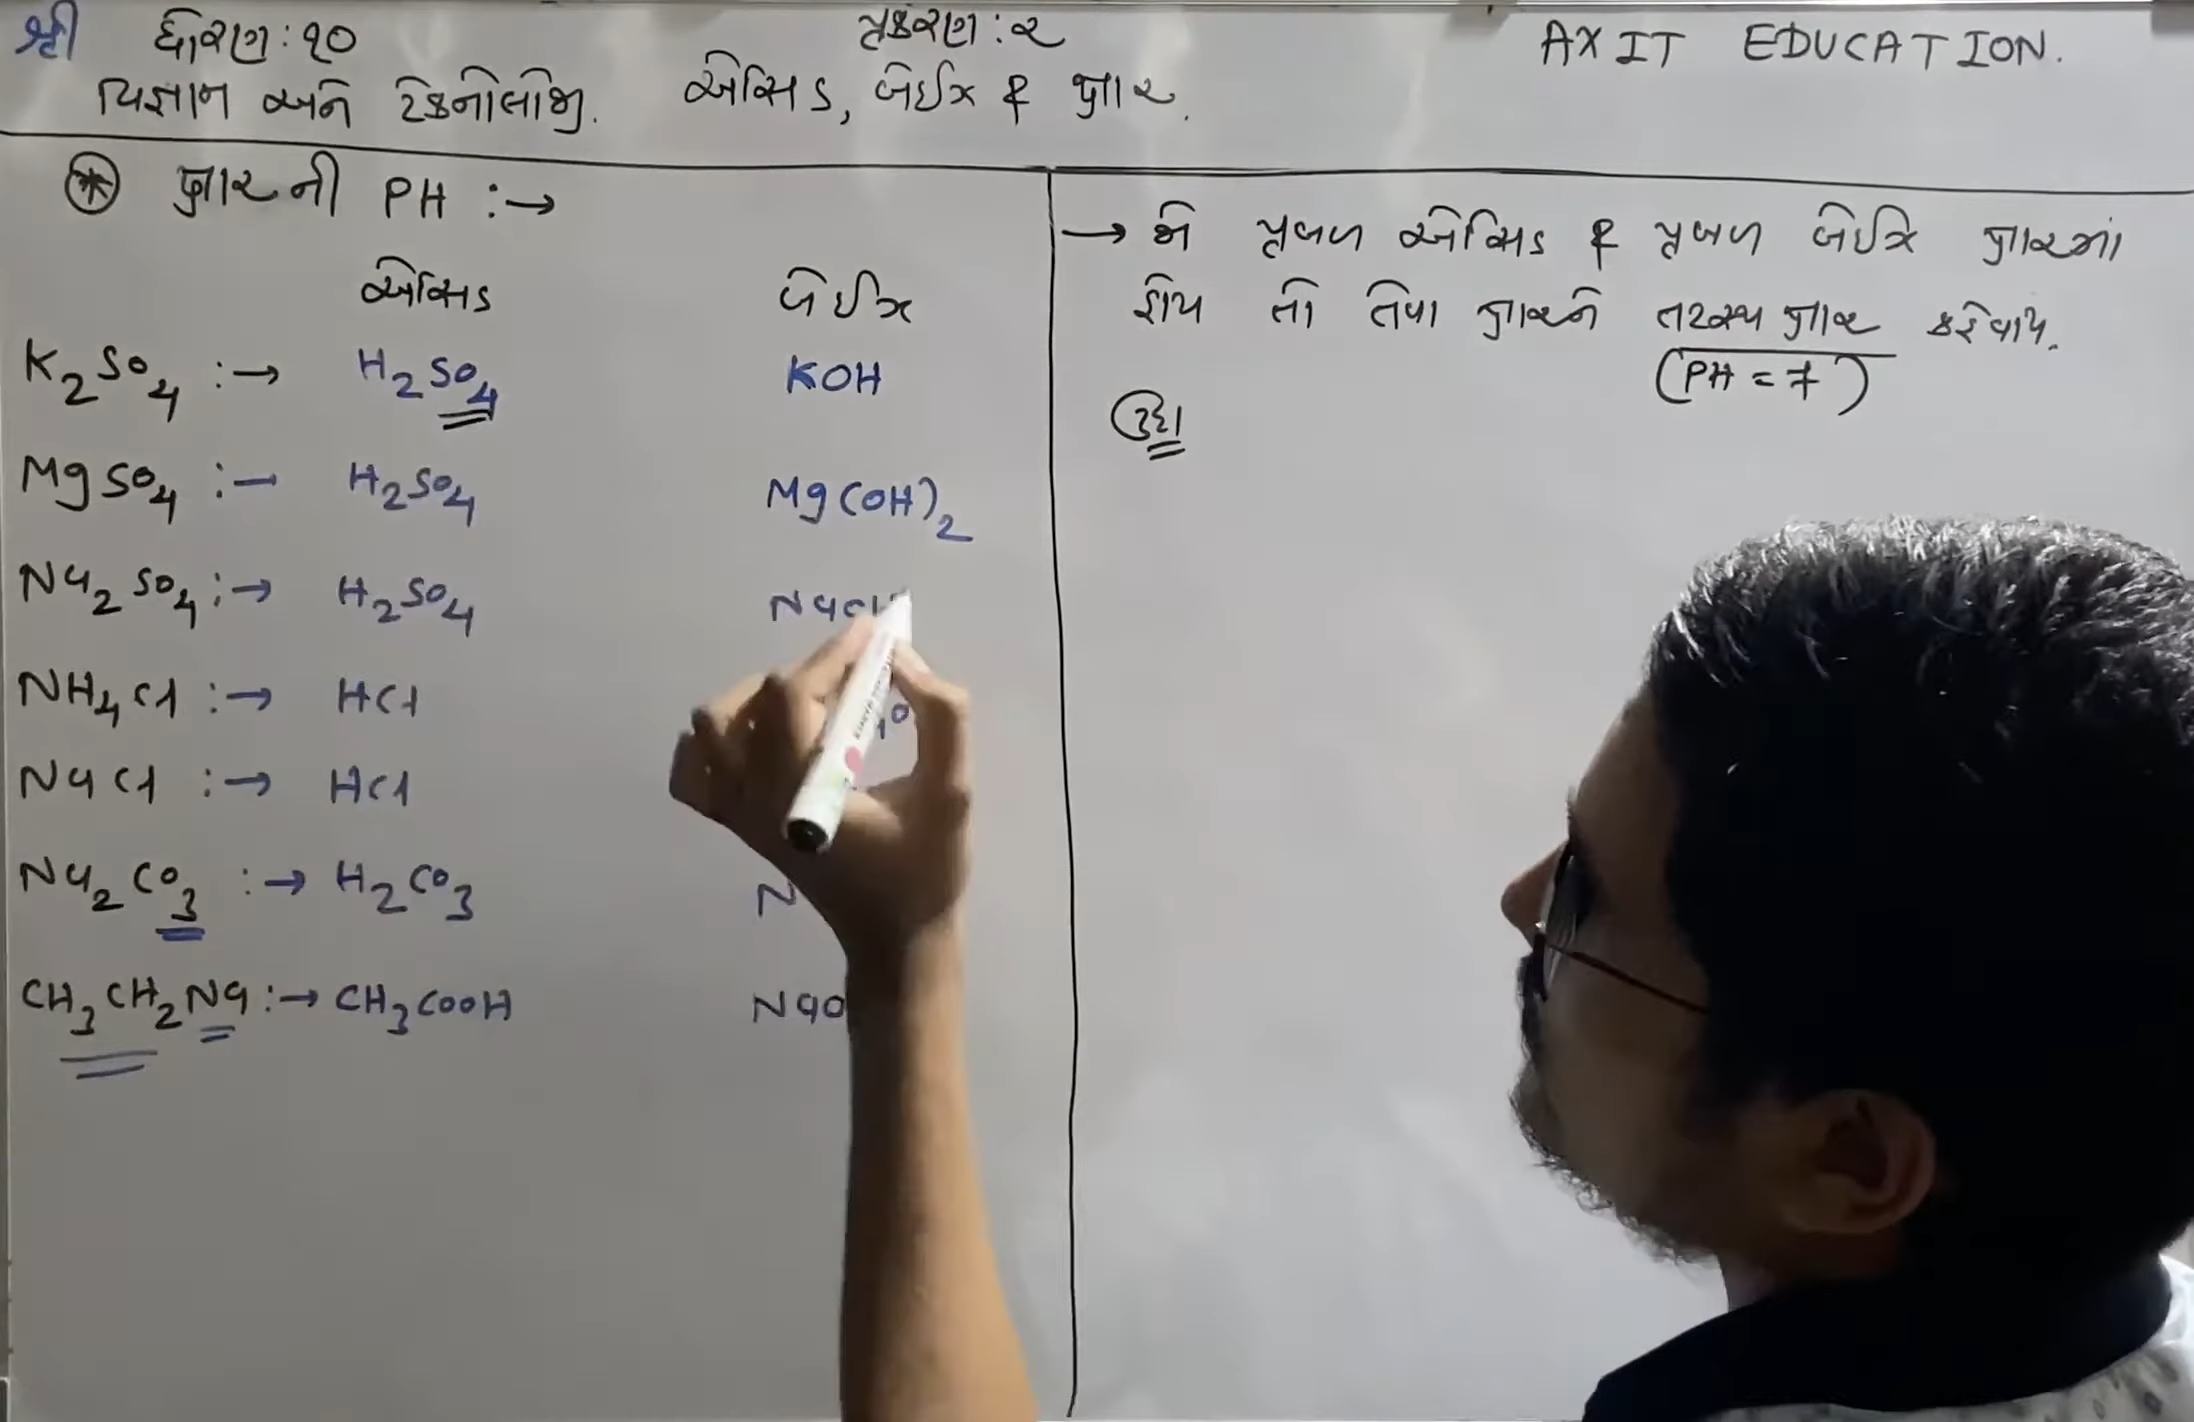 શ્રી ધોરણ : ૧૦ પ્રકરણ : ૨ AXIT EDUCATION.
વિજ્ઞાન અને ટેકનોલોજી. એસિડ, બેઈઝ & ક્ષાર.
* ક્ષારની PH :→
એસિડ બેઈઝ
K2SO4 :→ H2SO4 KOH
MgSO4 :– H2SO4 Mg(OH)2
Na2SO4 :→ H2SO4
NH4Cl :→ HCl
NaCl :→ HCl
Na2CO3 :→ H2CO3 N
CH3CH2Na :→ CH3COOH NaO
→ જો પ્રબળ એસિડ & પ્રબળ બેઈઝ ક્ષારમાં
હોય તો તેવા ક્ષારને તટસ્થ ક્ષાર કહેવાય.
(PH = 7)
ઉદા